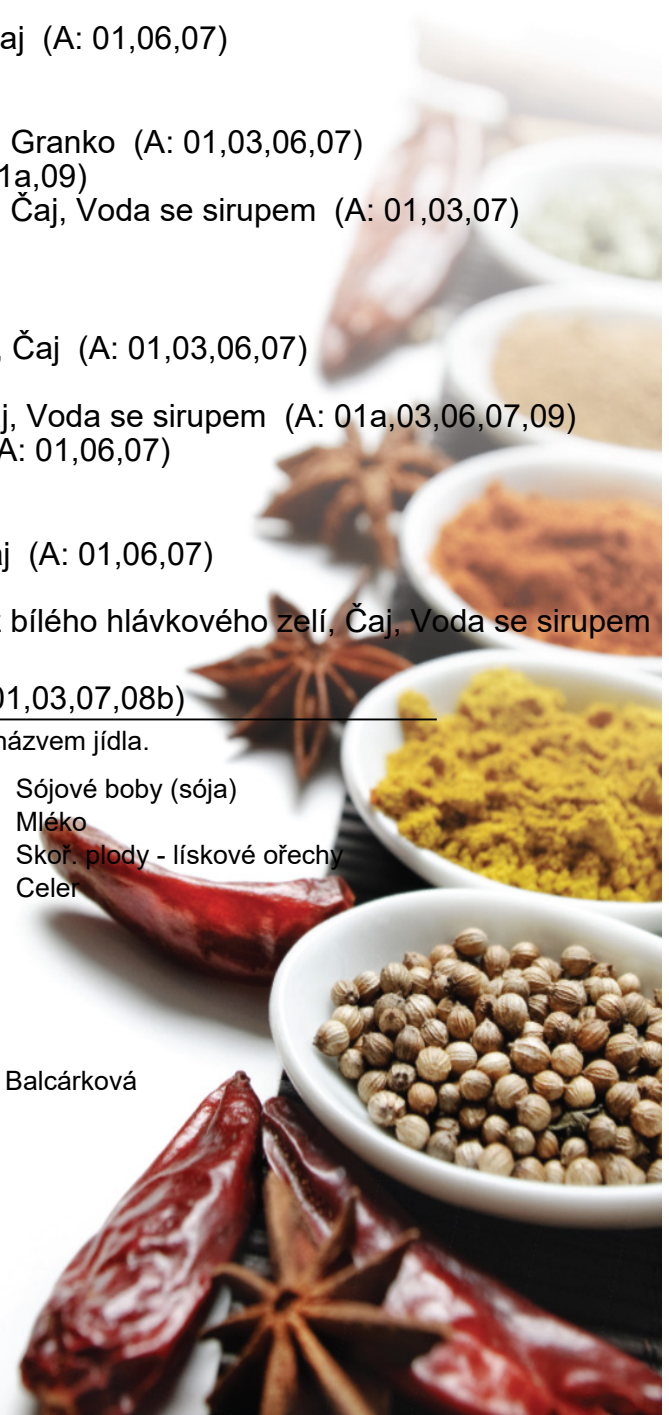 (A: 01,06,07)
Granko (A: 01,03,06,07)
Čaj, Voda se sirupem (A: 01,03,07)
Čaj (A: 01,03,06,07)
Voda se sirupem (A: 01a,03,06,07,09)
A: 01,06,07)
(A: 01,06,07)
bílého hlávkového zelí, Čaj, Voda se sirupem
01,03,07,08b)
názvem jídla.
Sójové boby (sója)
Mléko
Skoř. plody - lískové ořechy
Celer
Balcárková